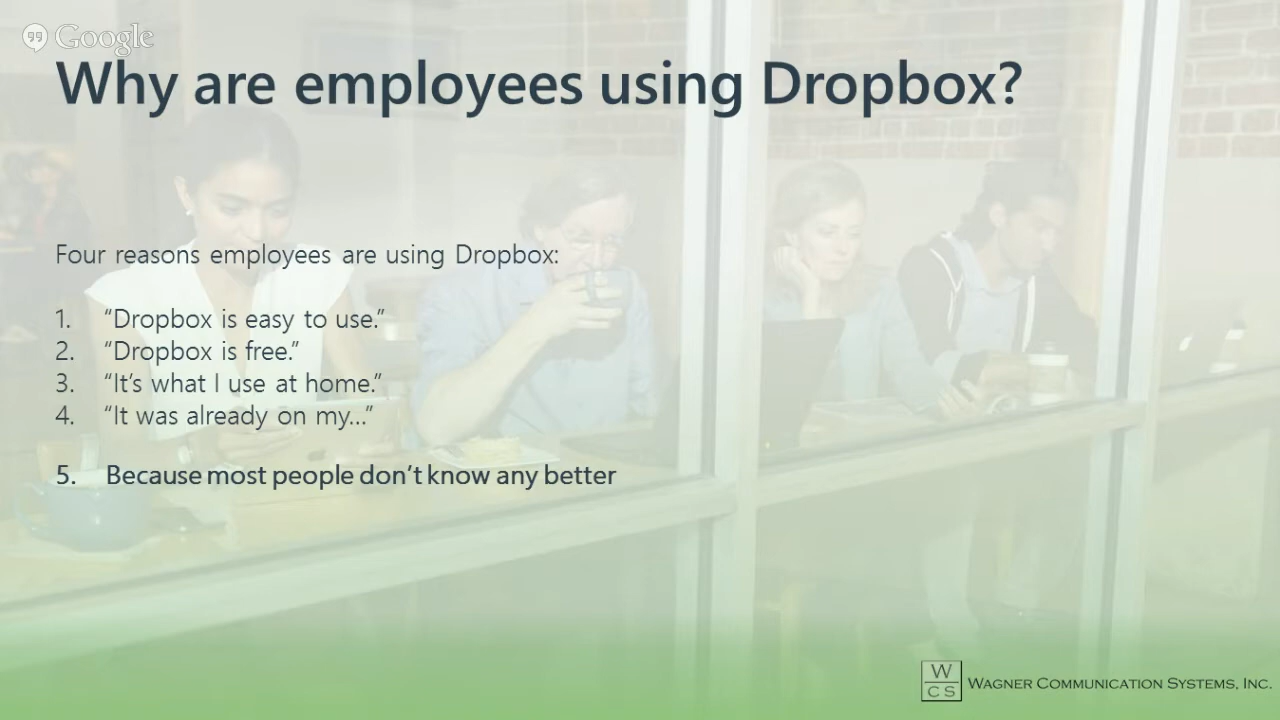 Google
Why are employees using Dropbox?
Four reasons employees are using Dropbox:
1. “Dropbox is easy to use.”
2. “Dropbox is free.”
3. “It’s what I use at home.”
4. “It was already on my…”
5. Because most people don’t know any better
W
CS
WAGNER COMMUNICATION SYSTEMS, INC.